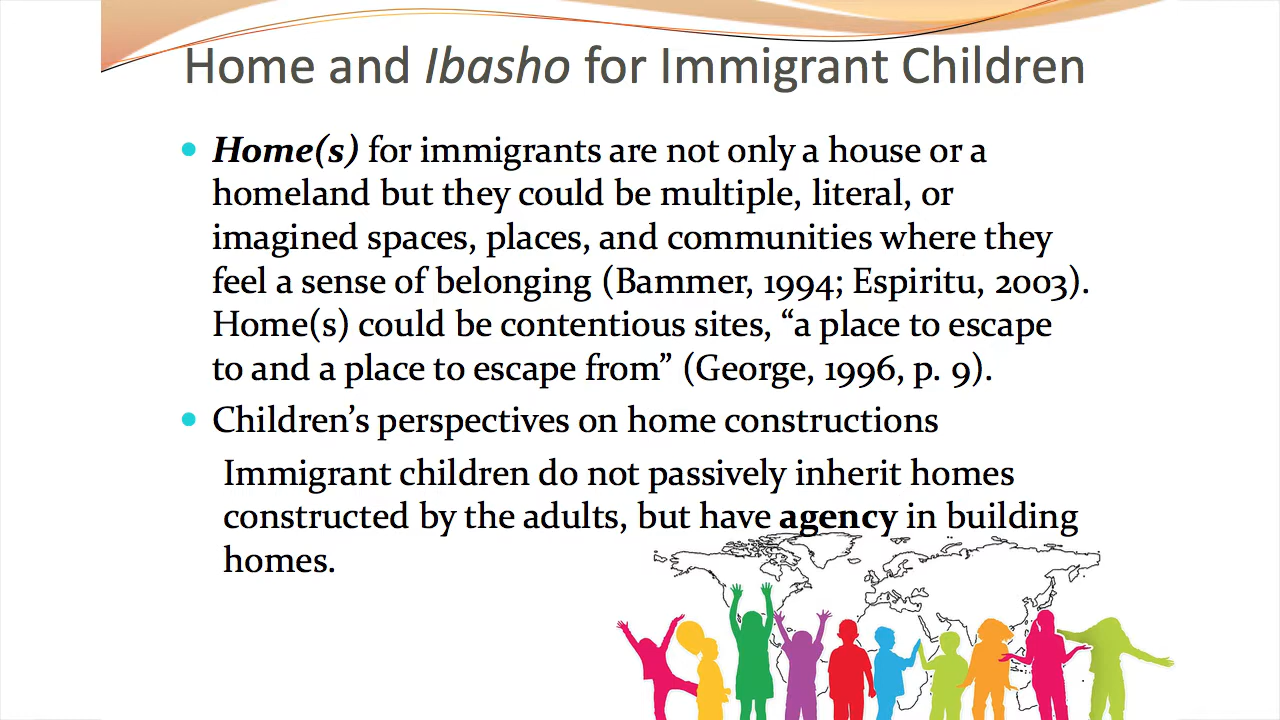 Home and Ibasho for Immigrant Children
• Home(s) for immigrants are not only a house or a
homeland but they could be multiple, literal, or
imagined spaces, places, and communities where they
feel a sense of belonging (Bammer, 1994; Espiritu, 2003).
Home(s) could be contentious sites, “a place to escape
to and a place to escape from” (George, 1996, p. 9).
• Children’s perspectives on home constructions
Immigrant children do not passively inherit homes
constructed by the adults, but have agency in building
homes.